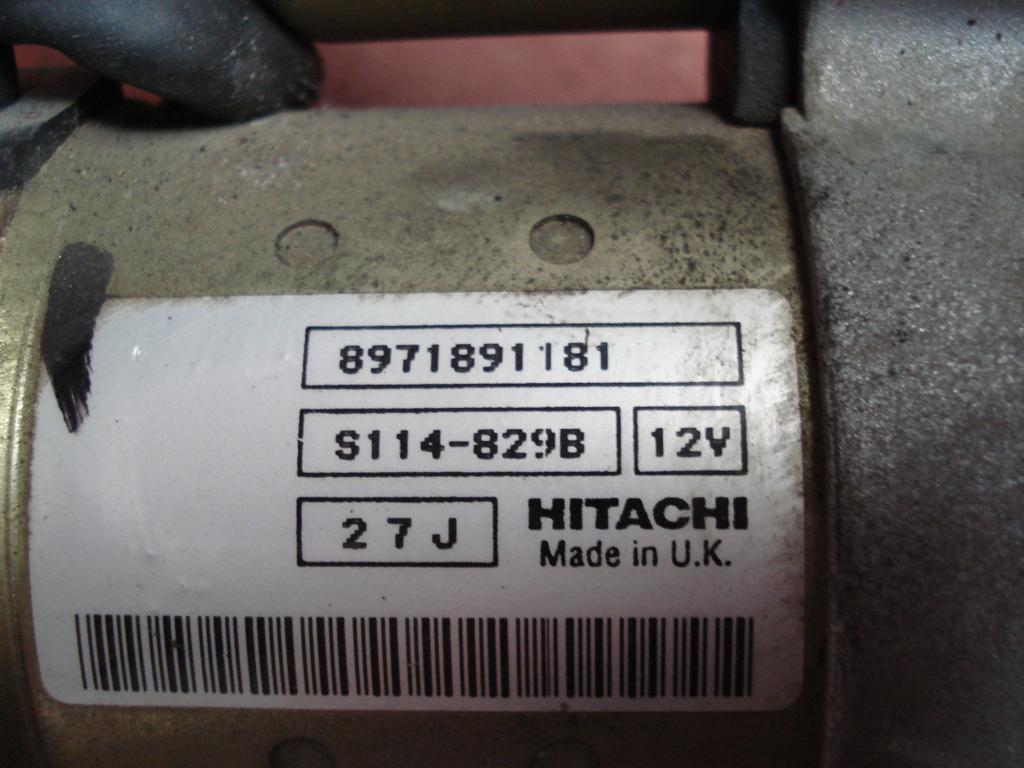 8971891181
S114-829B 12V
27J HITACHI
Made in U.K.